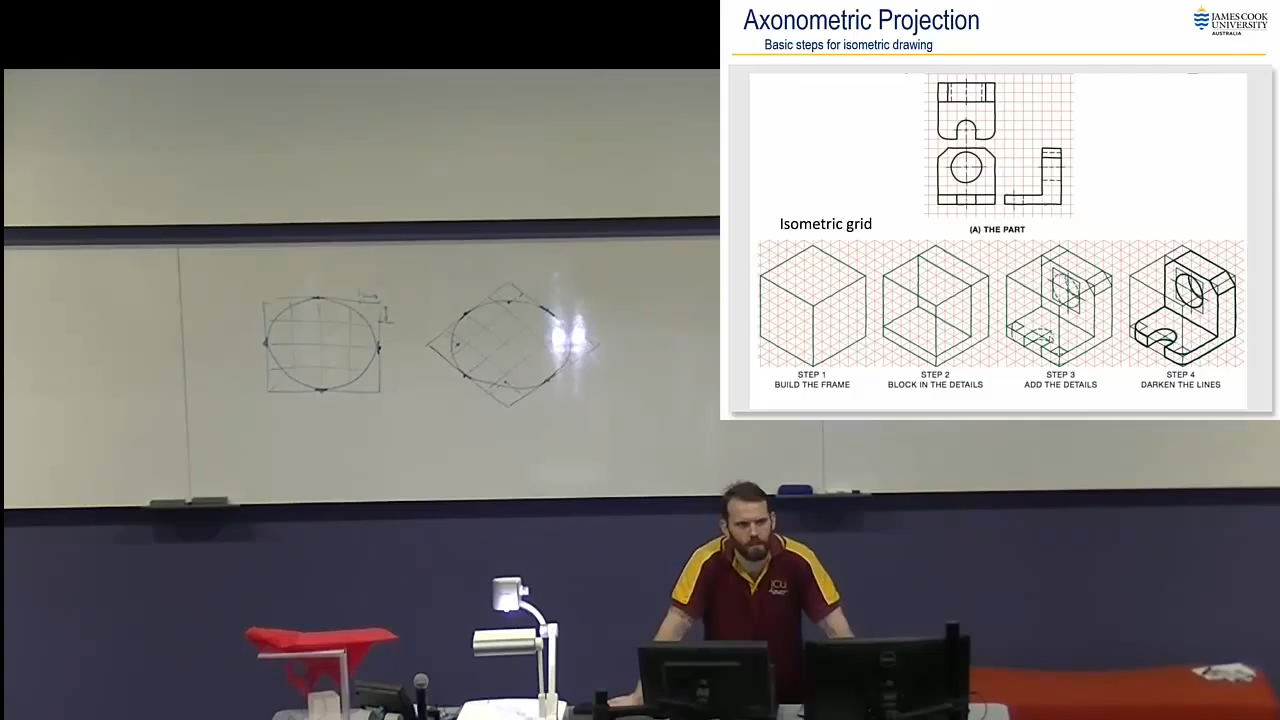 Axonometric Projection
Basic steps for isometric drawing
JAMES COOK
UNIVERSITY
AUSTRALIA
Isometric grid
(A) THE PART
STEP 1
BUILD THE FRAME
STEP 2
BLOCK IN THE DETAILS
STEP 3
ADD THE DETAILS
STEP 4
DARKEN THE LINES
JCU